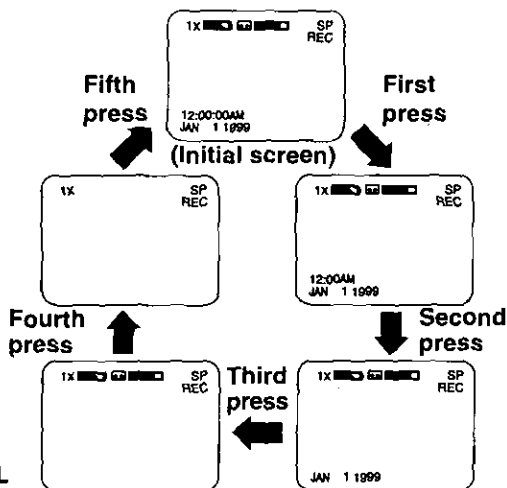 1X SP
REC
12:00:00AM
JAN 1 1999
(Initial screen)
Fifth
press
First
press
1X SP
REC
1X SP
REC
12:00AM
JAN 1 1999
Fourth
press
Second
press
1X SP
REC
Third
press
1X SP
REC
JAN 1 1999
L